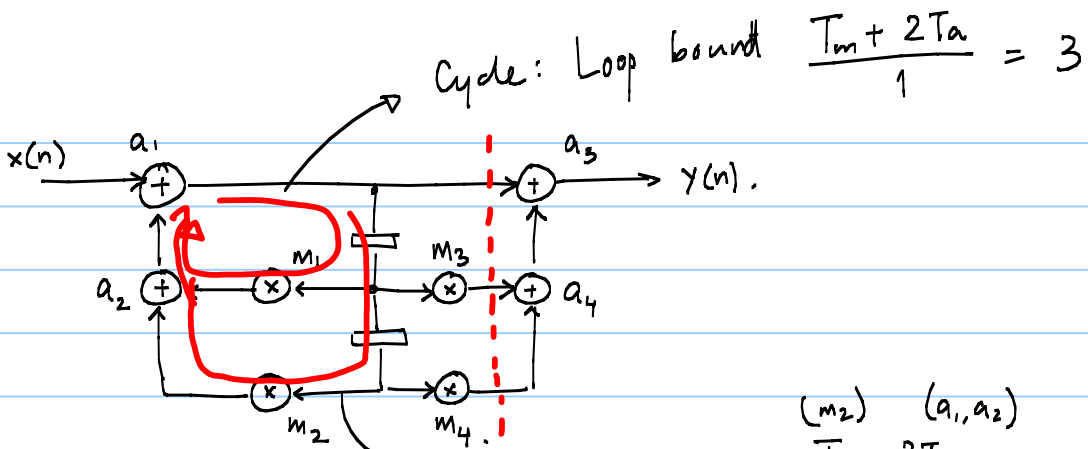 Cycle: Loop bound (Tm + 2Ta)/1 = 3
x(n) a1 a3
+ + y(n).
m1 m3
a2 + x x + a4
x x
m2 m4.
(m2) (a1, a2)